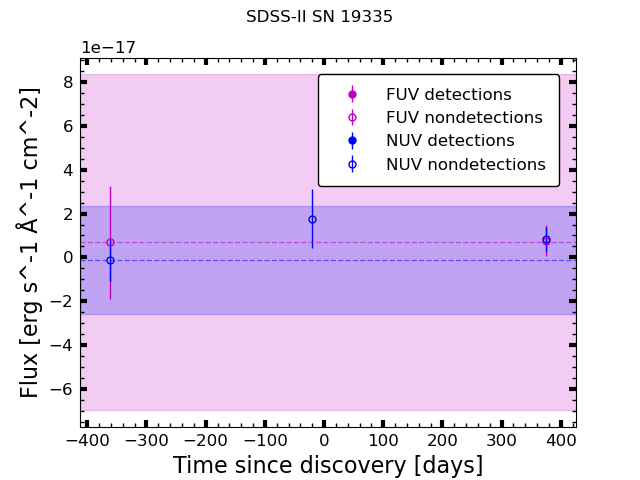 SDSS-II SN 19335
1e−17
FUV detections
FUV nondetections
NUV detections
NUV nondetections
8
6
4
2
0
−2
−4
−6
Flux [erg s^-1 Å^-1 cm^-2]
−400 −300 −200 −100 0 100 200 300 400
Time since discovery [days]